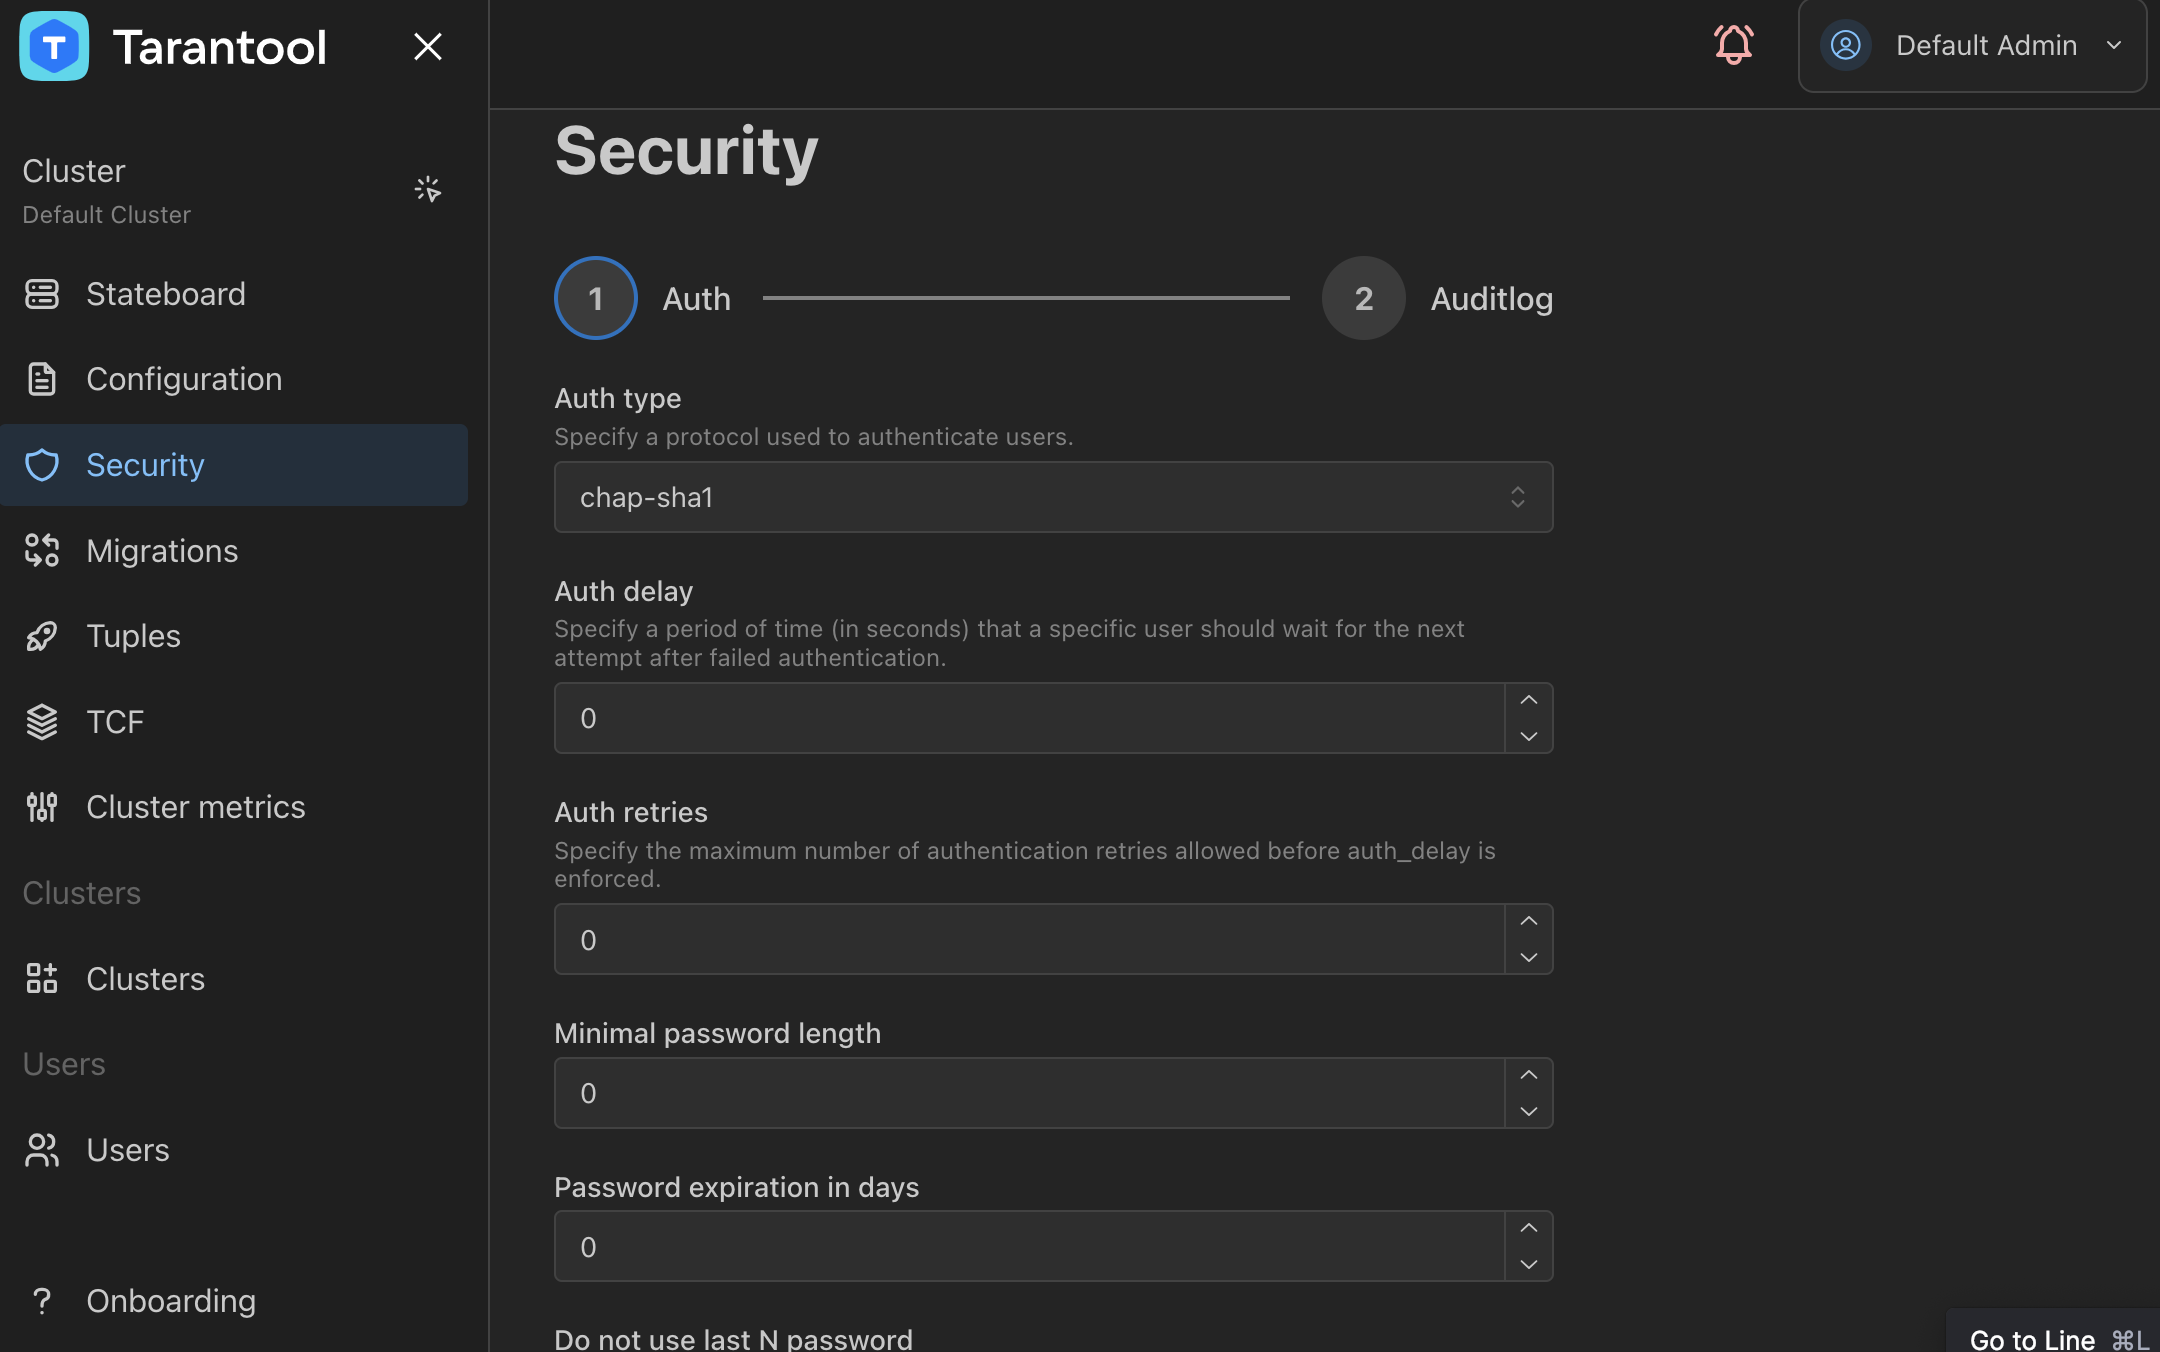 Tarantool
Default Admin
Cluster
Default Cluster
Stateboard
Configuration
Security
Migrations
Tuples
TCF
Cluster metrics
Clusters
Clusters
Users
Users
? Onboarding
Security
1 Auth
2 Auditlog
Auth type
Specify a protocol used to authenticate users.
chap-sha1
Auth delay
Specify a period of time (in seconds) that a specific user should wait for the next
attempt after failed authentication.
0
Auth retries
Specify the maximum number of authentication retries allowed before auth_delay is
enforced.
0
Minimal password length
0
Password expiration in days
0
Do not use last N password
Go to Line ⌘L